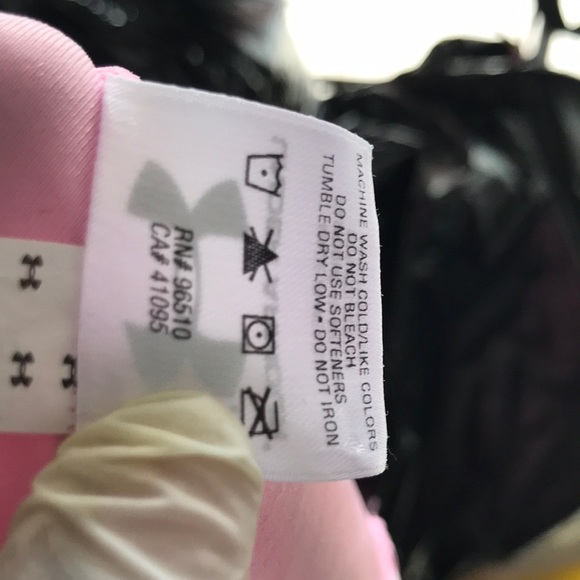 MACHINE WASH COLD/LIKE COLORS
DO NOT BLEACH
DO NOT USE SOFTENERS
TUMBLE DRY LOW • DO NOT IRON
RN# 96510
CA# 41095